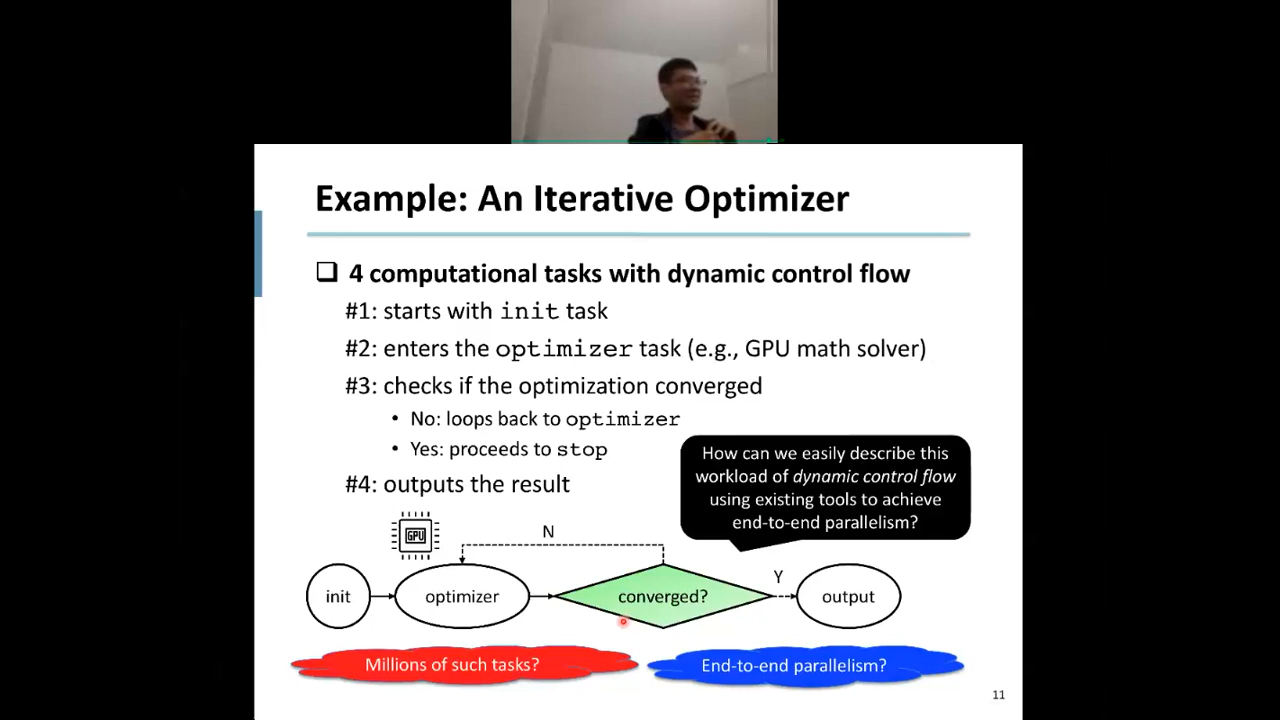 Example: An Iterative Optimizer
4 computational tasks with dynamic control flow
#1: starts with init task
#2: enters the optimizer task (e.g., GPU math solver)
#3: checks if the optimization converged
• No: loops back to optimizer
• Yes: proceeds to stop
#4: outputs the result
How can we easily describe this
workload of dynamic control flow
using existing tools to achieve
end-to-end parallelism?
GPU
N
init
optimizer
converged?
Y
output
Millions of such tasks?
End-to-end parallelism?
11